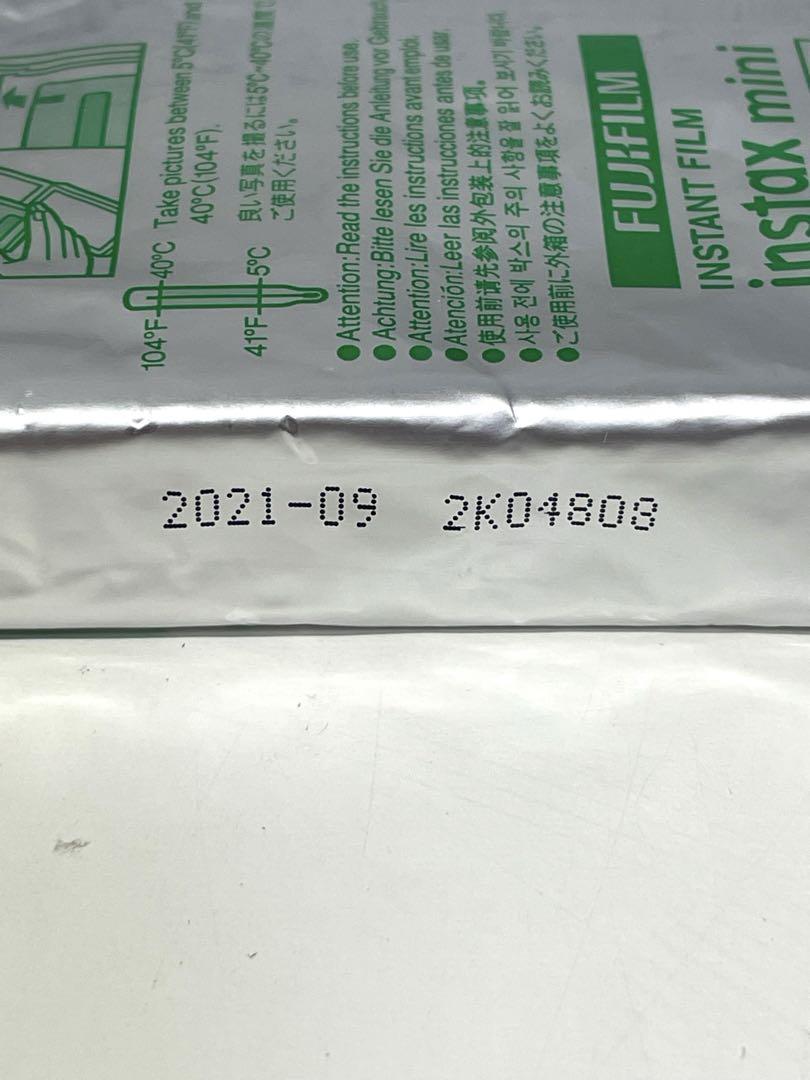 Take pictures between 5°C(41°F) and
40°C(104°F).
良い写真を撮るには5℃~40℃の温度で
ご使用ください。
104°F 40°C
41°F 5°C
●Attention:Read the instructions before use.
●Achtung:Bitte lesen Sie die Anleitung vor Gebrauch
●Attention:Lire les instructions avant emploi.
●Atención:Leer las instrucciones antes de usar.
●使用前请先参阅外包装上的注意事项。
●사용 전에 박스의 주의 사항을 잘 읽어 보시기 바랍니다.
●ご使用前に外箱の注意事項をよくお読みください。
FUJIFILM
INSTANT FILM
instax mini
2021-09 2K04808